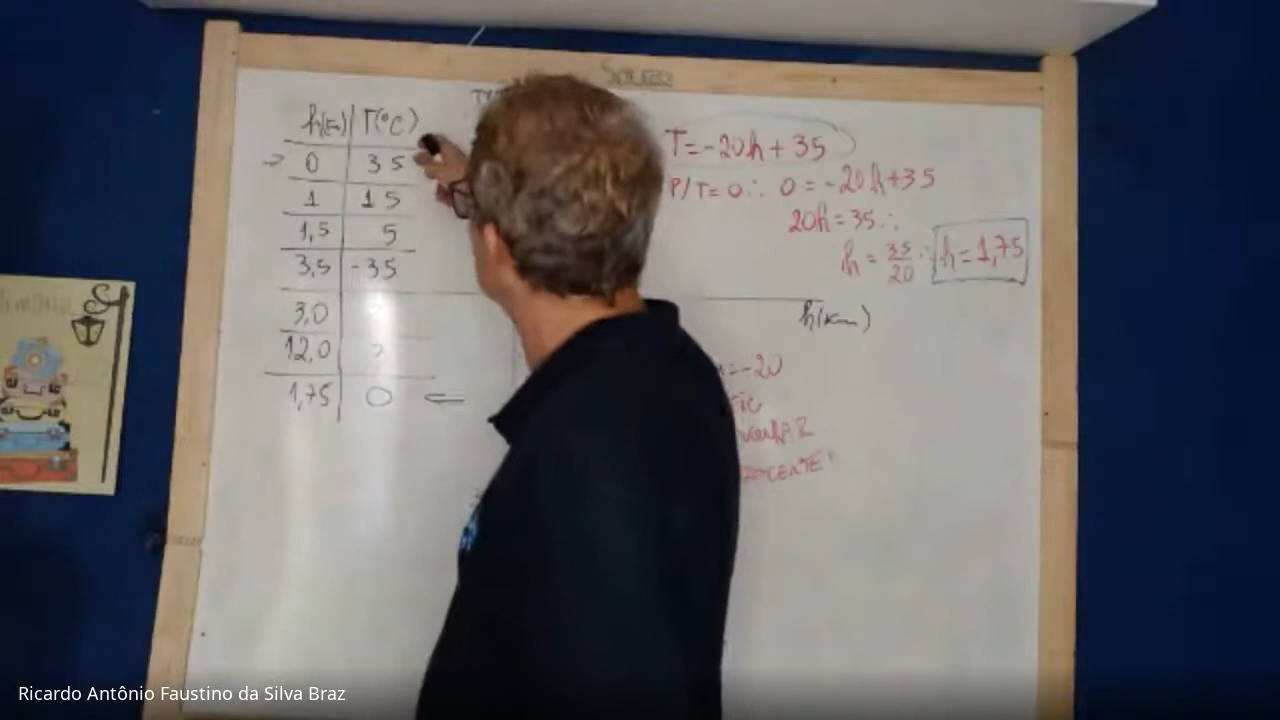 h(Km) T(°C)
0 35
1 15
1,5 5
3,5 -35
3,0 ?
12,0 ?
1,75 0
T=-20h+35
P/T=0∴ 0=-20h+35
20h=35∴
h=35/20∴ h=1,75
h(Km)
=-20
Ricardo Antônio Faustino da Silva Braz